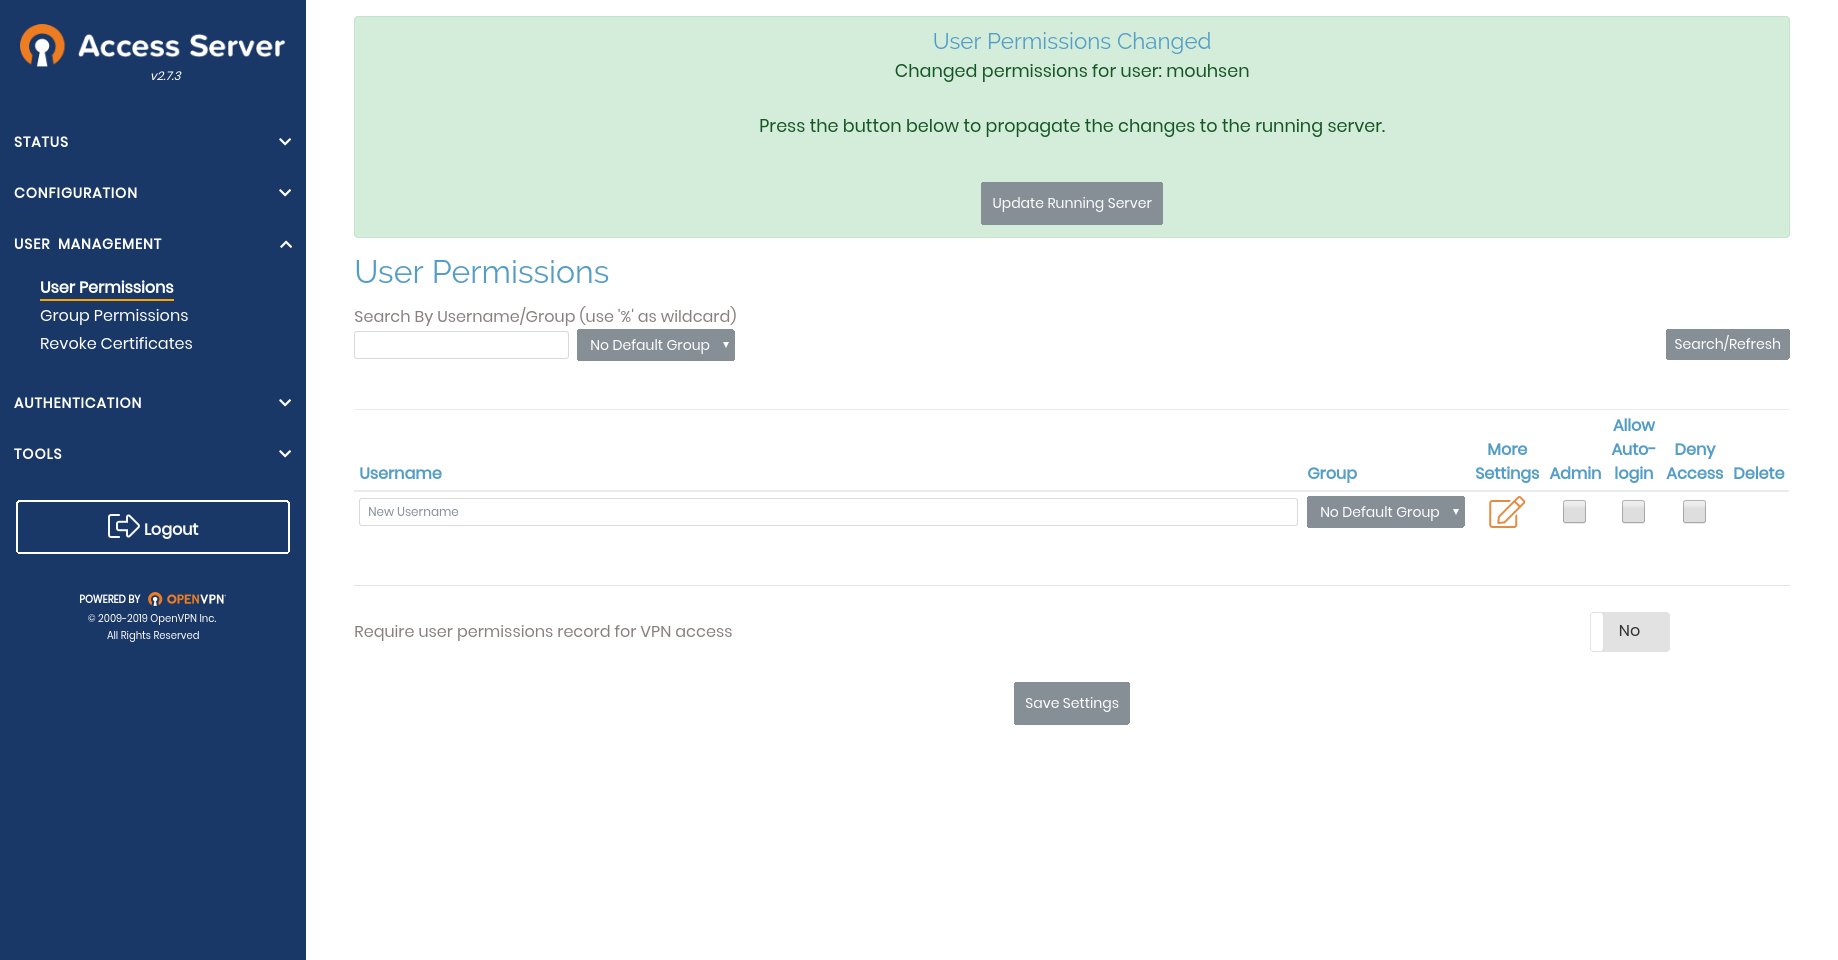 Access Server
v2.7.3
STATUS
CONFIGURATION
USER MANAGEMENT
User Permissions
Group Permissions
Revoke Certificates
AUTHENTICATION
TOOLS
Logout
POWERED BY OPENVPN
© 2009-2019 OpenVPN Inc.
All Rights Reserved
User Permissions Changed
Changed permissions for user: mouhsen
Press the button below to propagate the changes to the running server.
Update Running Server
User Permissions
Search By Username/Group (use '%' as wildcard)
No Default Group
Search/Refresh
Username
Group
More
Settings
Admin
Allow
Auto-
login
Deny
Access
Delete
New Username
No Default Group
Require user permissions record for VPN access
No
Save Settings